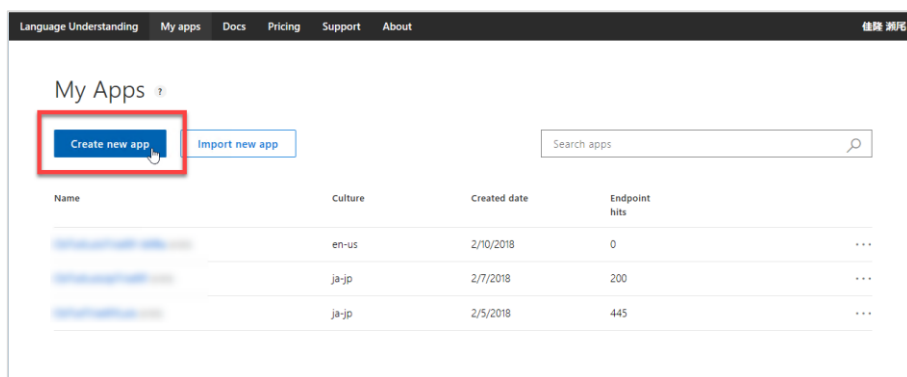 Language Understanding My apps Docs Pricing Support About 佳隆 瀬尾
My Apps ?
Create new app Import new app Search apps
Name Culture Created date Endpoint hits
en-us 2/10/2018 0 ...
ja-jp 2/7/2018 200 ...
ja-jp 2/5/2018 445 ...